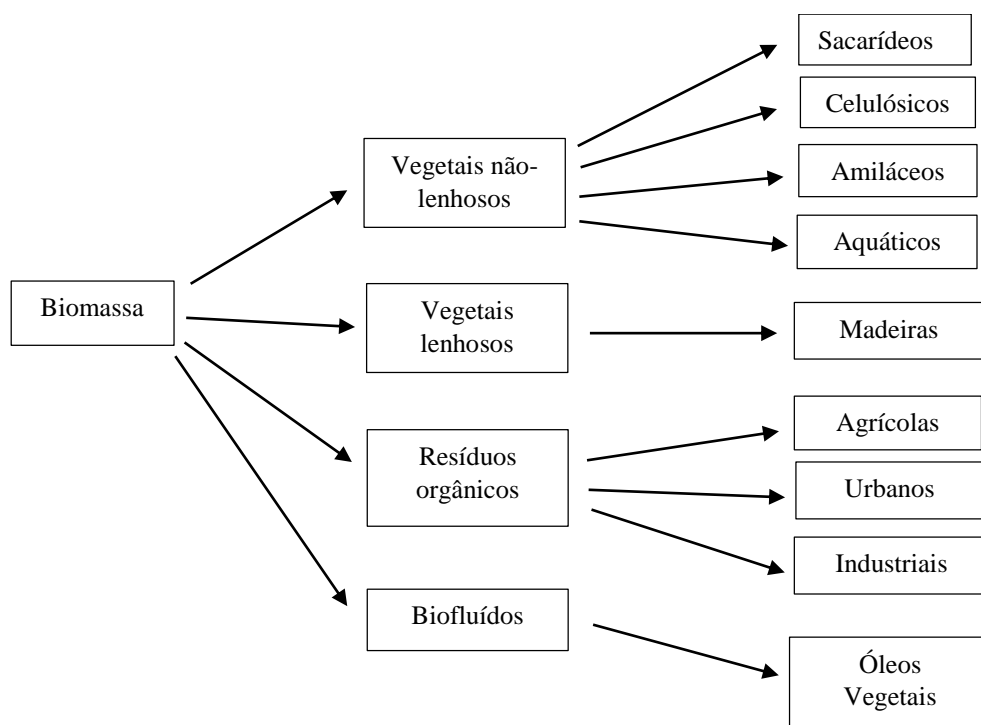 Biomassa
Vegetais não-
lenhosos
Sacarídeos
Celulósicos
Amiláceos
Aquáticos
Vegetais
lenhosos
Madeiras
Resíduos
orgânicos
Agrícolas
Urbanos
Industriais
Biofluídos
Óleos
Vegetais